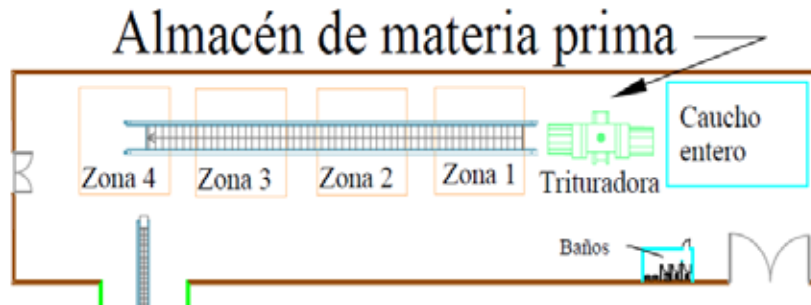 Almacén de materia prima
Caucho
entero
Zona 4
Zona 3
Zona 2
Zona 1
Trituradora
Baños